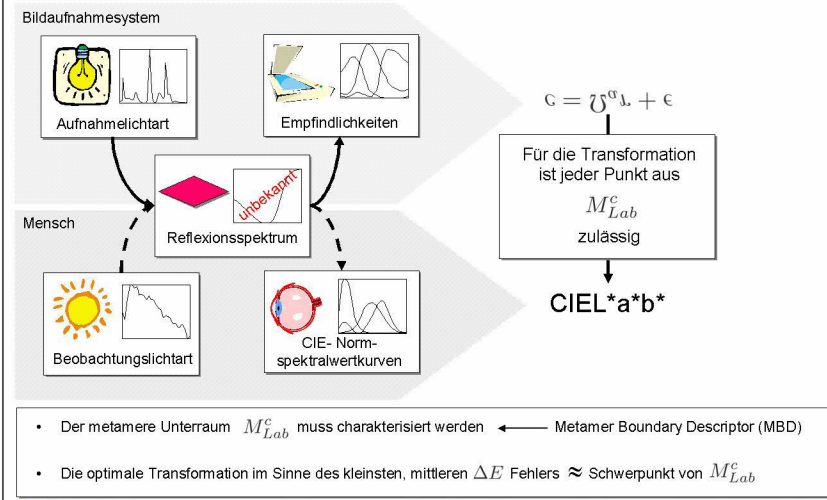 Bildaufnahmesystem
Aufnahmelichtart
Empfindlichkeiten
unbekannt
Reflexionsspektrum
Mensch
Beobachtungslichtart
CIE- Norm-
spektralwertkurven
Für die Transformation
ist jeder Punkt aus
M^c_{Lab}
zulässig
CIEL*a*b*
• Der metamere Unterraum M^c_{Lab} muss charakterisiert werden ← Metamer Boundary Descriptor (MBD)
• Die optimale Transformation im Sinne des kleinsten, mittleren ΔE Fehlers ≈ Schwerpunkt von M^c_{Lab}